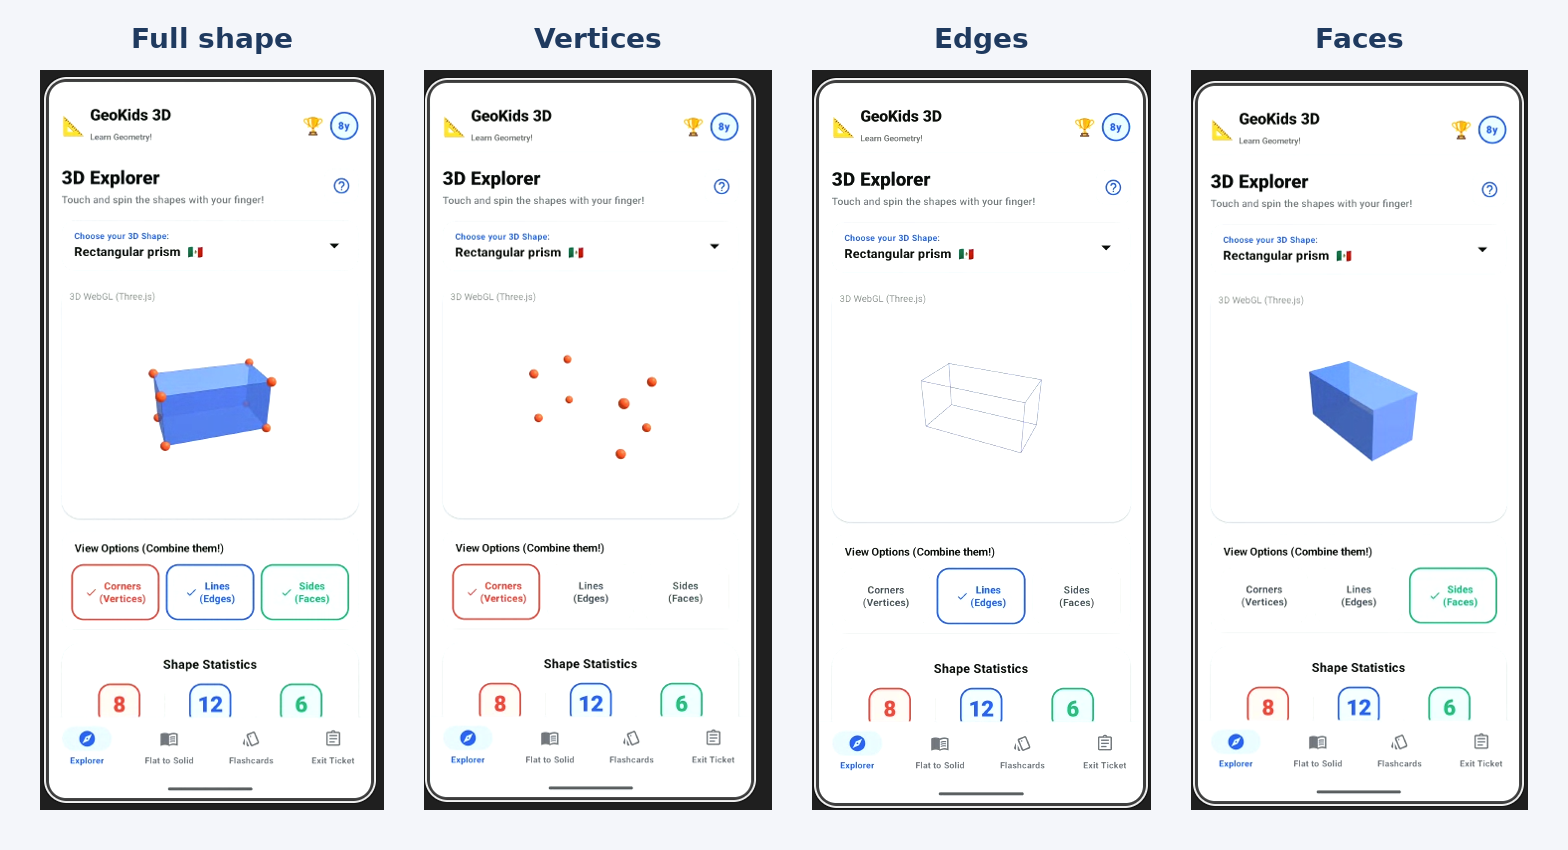 Full shape
GeoKids 3D
Learn Geometry!
8y
3D Explorer
Touch and spin the shapes with your finger!
Choose your 3D Shape:
Rectangular prism
3D WebGL (Three.js)
View Options (Combine them!)
Corners
(Vertices)
Lines
(Edges)
Sides
(Faces)
Shape Statistics
8
12
6
Explorer
Flat to Solid
Flashcards
Exit Ticket
Vertices
GeoKids 3D
Learn Geometry!
8y
3D Explorer
Touch and spin the shapes with your finger!
Choose your 3D Shape:
Rectangular prism
3D WebGL (Three.js)
View Options (Combine them!)
Corners
(Vertices)
Lines
(Edges)
Sides
(Faces)
Shape Statistics
8
12
6
Explorer
Flat to Solid
Flashcards
Exit Ticket
Edges
GeoKids 3D
Learn Geometry!
8y
3D Explorer
Touch and spin the shapes with your finger!
Choose your 3D Shape:
Rectangular prism
3D WebGL (Three.js)
View Options (Combine them!)
Corners
(Vertices)
Lines
(Edges)
Sides
(Faces)
Shape Statistics
8
12
6
Explorer
Flat to Solid
Flashcards
Exit Ticket
Faces
GeoKids 3D
Learn Geometry!
8y
3D Explorer
Touch and spin the shapes with your finger!
Choose your 3D Shape:
Rectangular prism
3D WebGL (Three.js)
View Options (Combine them!)
Corners
(Vertices)
Lines
(Edges)
Sides
(Faces)
Shape Statistics
8
12
6
Explorer
Flat to Solid
Flashcards
Exit Ticket